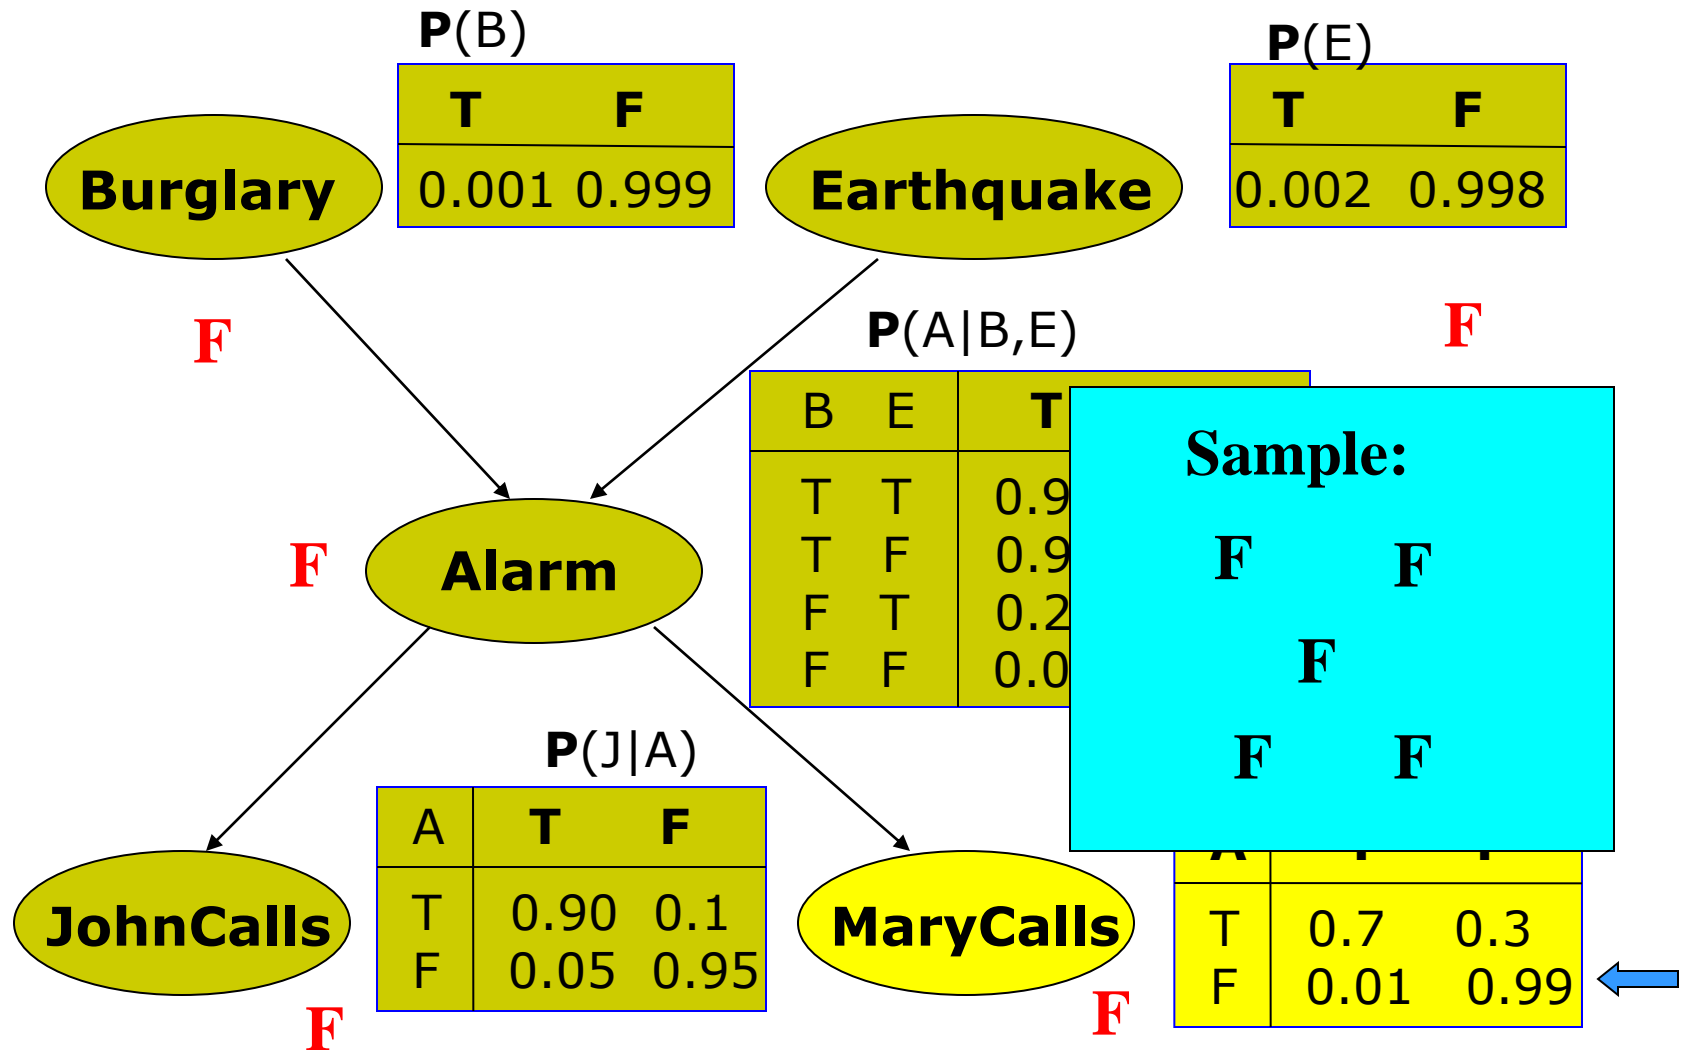 P(B)
T F
0.001 0.999
Burglary
P(E)
T F
0.002 0.998
Earthquake
F
F
P(A|B,E)
B E T
T T 0.9
T F 0.9
F T 0.2
F F 0.0
Sample:
F F
F
F F
F
Alarm
P(J|A)
A T F
T 0.90 0.1
F 0.05 0.95
JohnCalls
F
MaryCalls
F
T 0.7 0.3
F 0.01 0.99